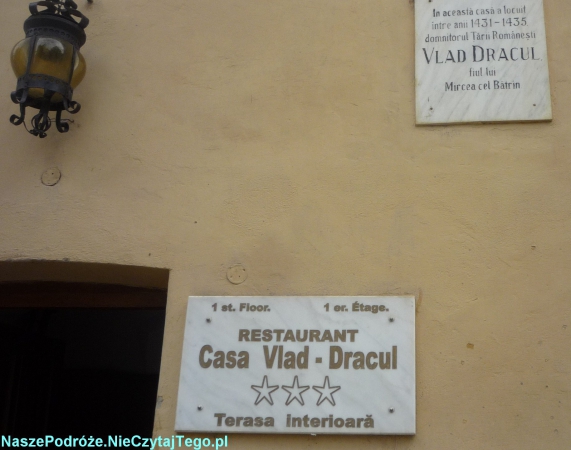 În această casă a locuit
între anii 1431-1435
domnitorul Țării Românești
VLAD DRACUL
fiul lui
Mircea cel Bătrîn
1 st. Floor. 1 er. Étage.
RESTAURANT
Casa Vlad - Dracul
Terasa Interioară
NaszePodróże.NieCzytajTego.pl